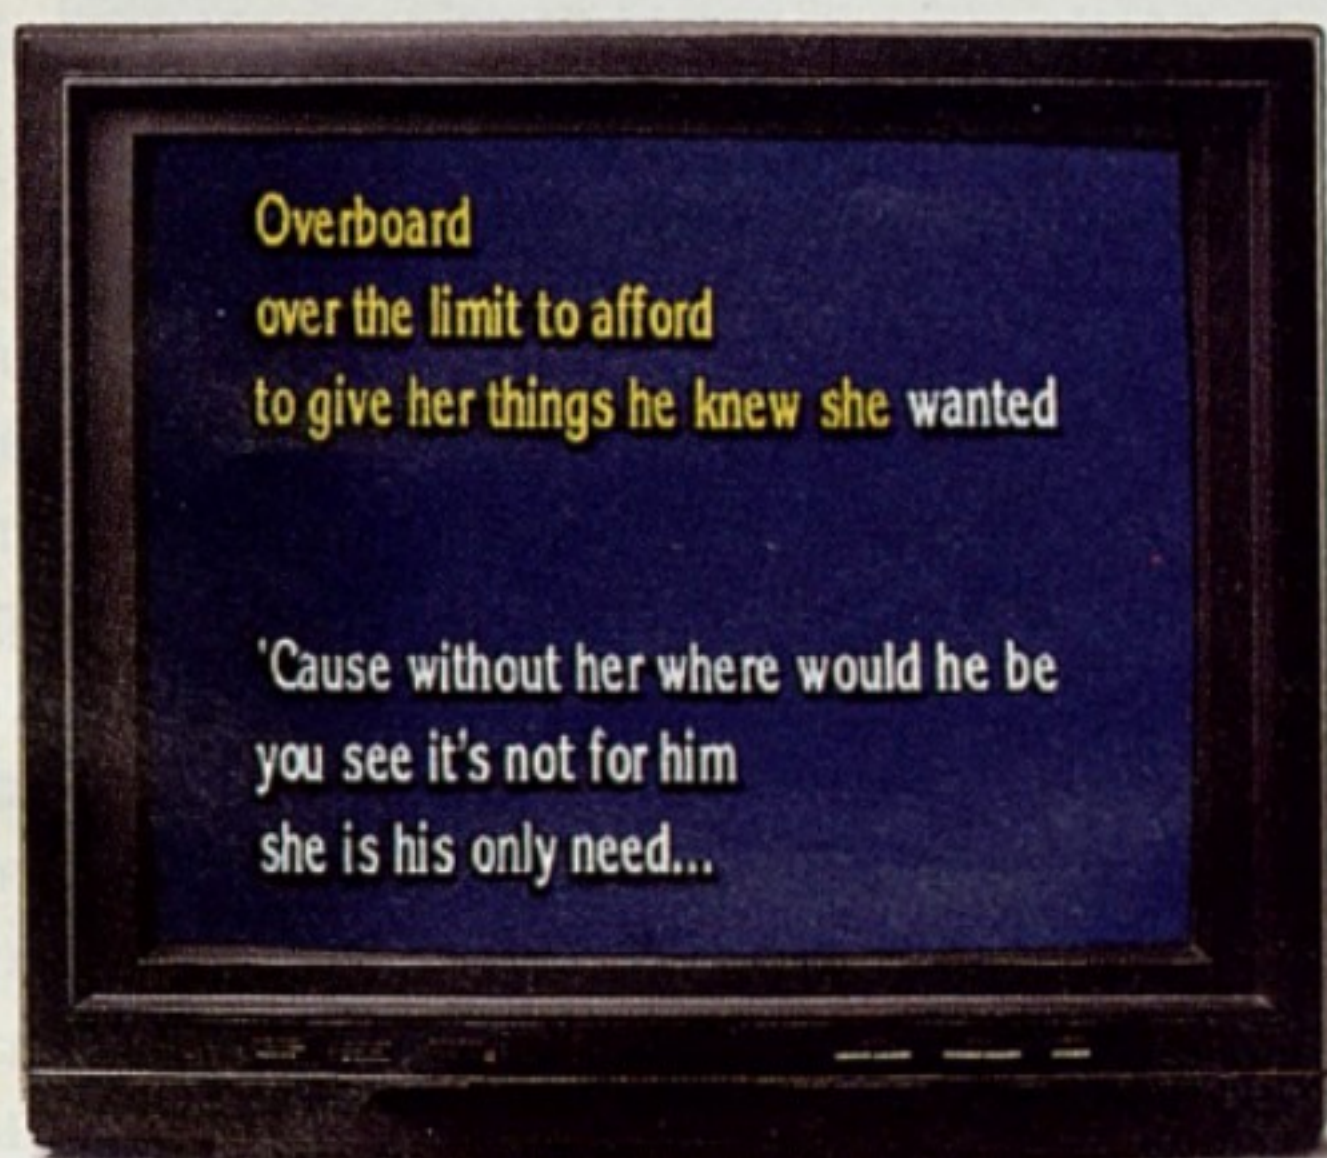 Overboard
over the limit to afford
to give her things he knew she wanted
'Cause without her where would he be
you see it's not for him
she is his only need...